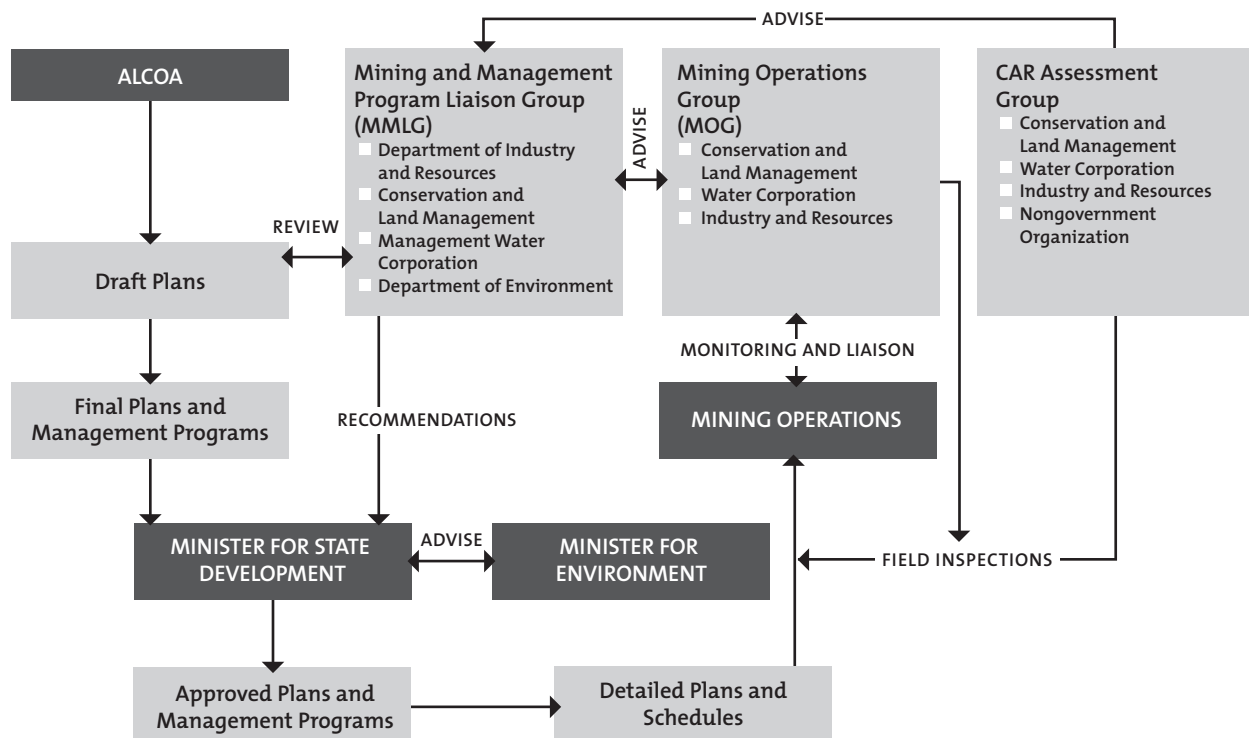 ADVISE
ALCOA
Mining and Management
Program Liaison Group
(MMLG)
Department of Industry
and Resources
Conservation and
Land Management
Management Water
Corporation
Department of Environment
ADVISE
Mining Operations
Group
(MOG)
Conservation and
Land Management
Water Corporation
Industry and Resources
CAR Assessment
Group
Conservation and
Land Management
Water Corporation
Industry and Resources
Nongovernment
Organization
REVIEW
Draft Plans
MONITORING AND LIAISON
Final Plans and
Management Programs
RECOMMENDATIONS
MINING OPERATIONS
MINISTER FOR STATE
DEVELOPMENT
ADVISE
MINISTER FOR
ENVIRONMENT
FIELD INSPECTIONS
Approved Plans and
Management Programs
Detailed Plans and
Schedules